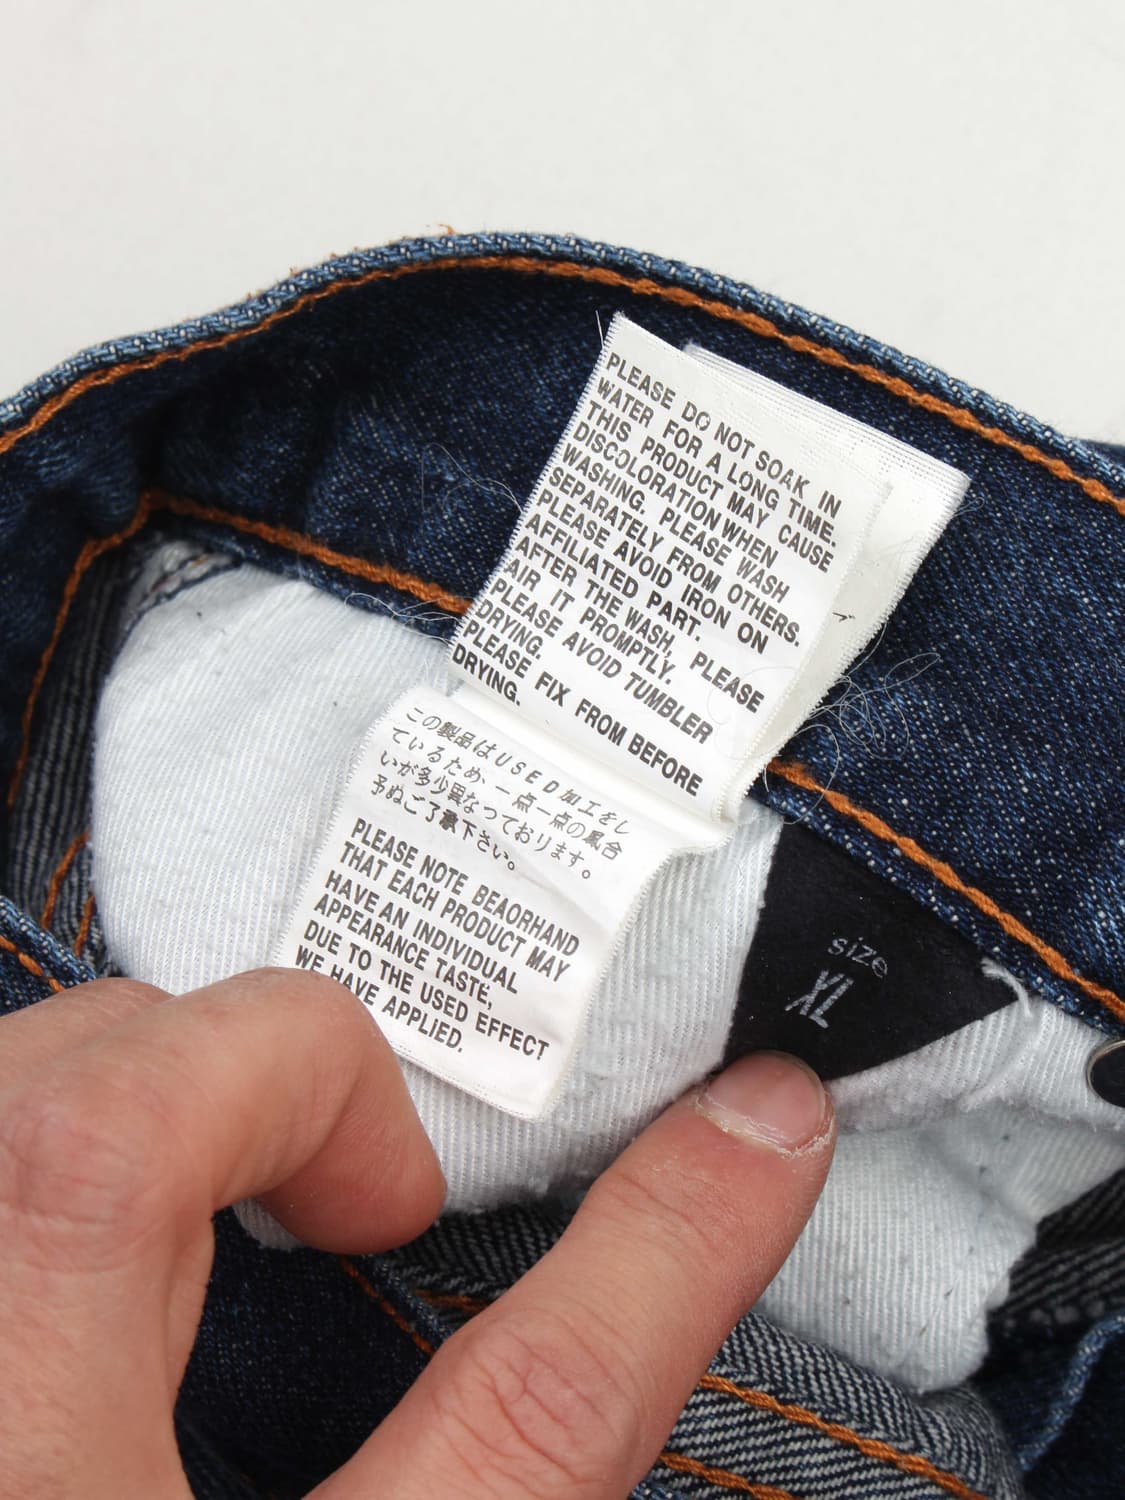 PLEASE DO NOT SOAK IN
WATER FOR A LONG TIME.
THIS PRODUCT MAY CAUSE
DISCOLORATION WHEN
WASHING. PLEASE WASH
SEPARATELY FROM OTHERS.
PLEASE AVOID IRON ON
AFFILIATED PART.
AFTER THE WASH, PLEASE
AIR IT PROMPTLY.
PLEASE AVOID TUMBLER
DRYING.
PLEASE FIX FROM BEFORE
DRYING.
この製品はUSED加工をし
ているため、一点一点の風合
いが多少異なっております。
予めご了承下さい。
PLEASE NOTE BEAORHAND
THAT EACH PRODUCT MAY
HAVE AN INDIVIDUAL
APPEARANCE TASTE,
DUE TO THE USED EFFECT
WE HAVE APPLIED.
size
XL